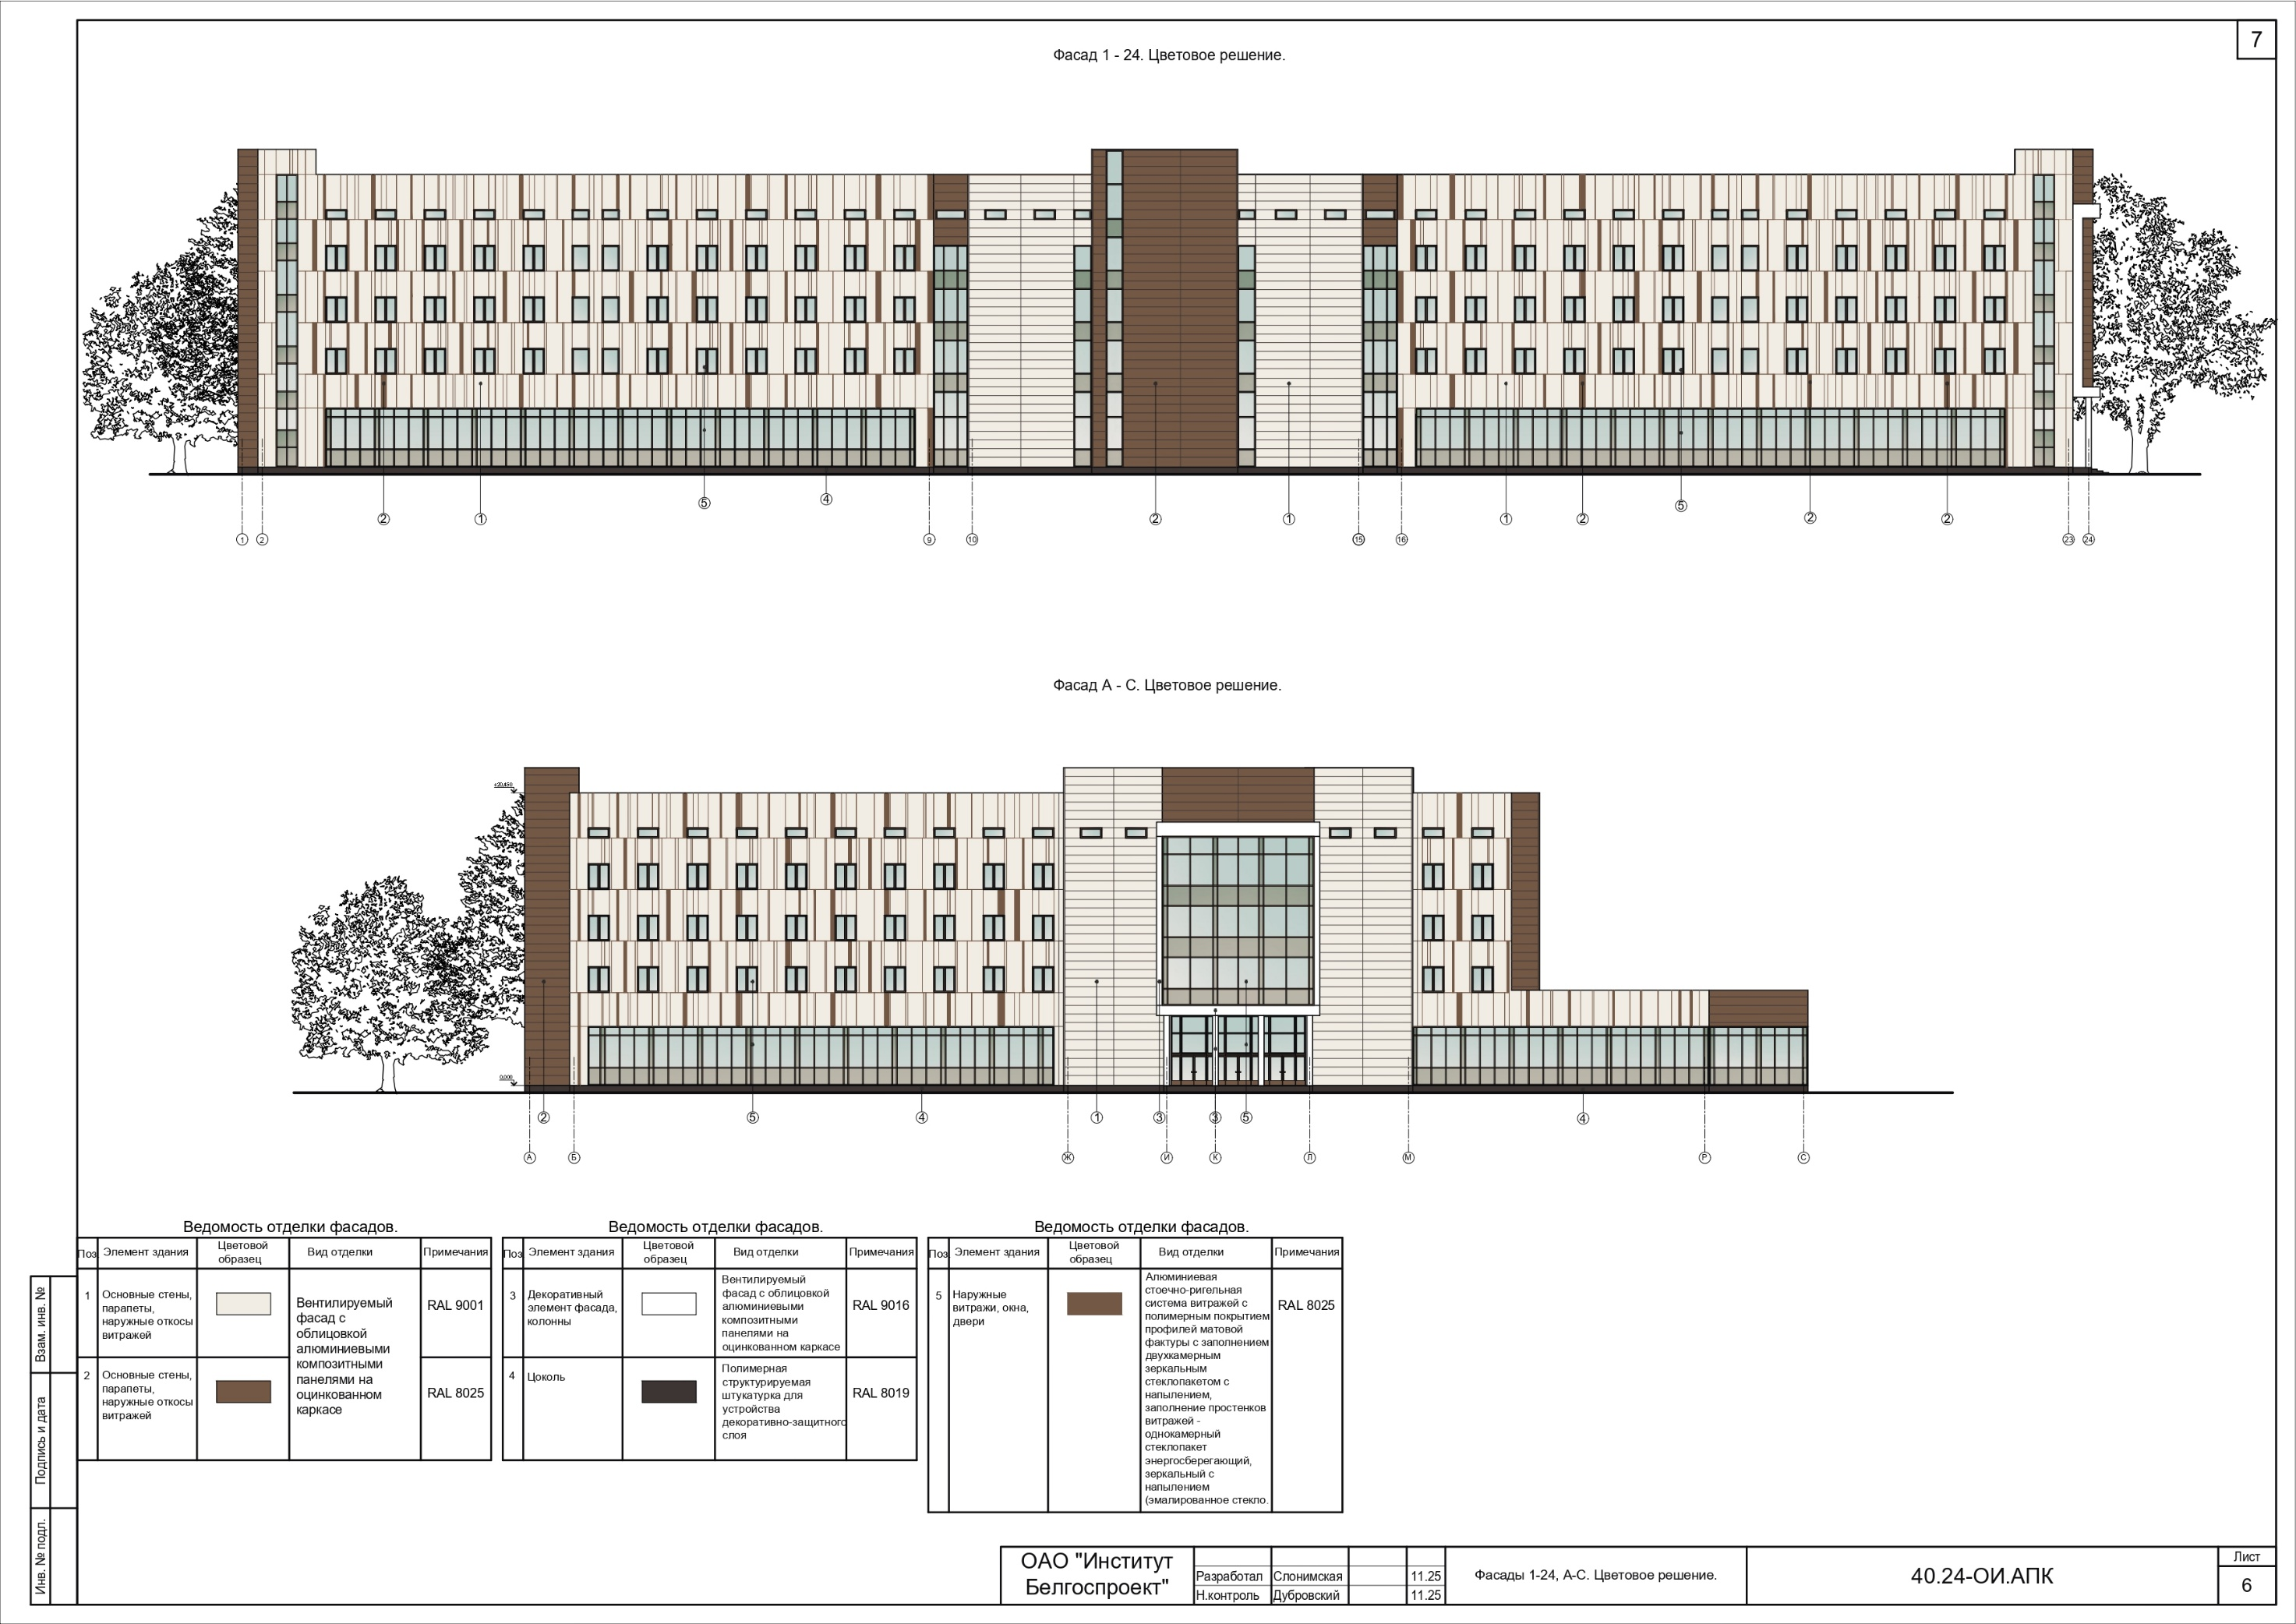 7
Фасад 1 - 24. Цветовое решение.
5
4
5
2
1
2
1
1
2
2
2
1
2
9
10
15
16
23
24
Фасад А - С. Цветовое решение.
+20,450
0,000
2
5
4
1
3
3
5
4
А
Б
Ж
И
К
Л
М
Р
С
Ведомость отделки фасадов.
Поз
Элемент здания
Цветовой
образец
Вид отделки
Примечания
1
Основные стены,
парапеты,
наружные откосы
витражей
Вентилируемый
фасад с
облицовкой
алюминиевыми
композитными
панелями на
оцинкованном
каркасе
RAL 9001
2
Основные стены,
парапеты,
наружные откосы
витражей
RAL 8025
Ведомость отделки фасадов.
Поз
Элемент здания
Цветовой
образец
Вид отделки
Примечания
3
Декоративный
элемент фасада,
колонны
Вентилируемый
фасад с облицовкой
алюминиевыми
композитными
панелями на
оцинкованном каркасе
RAL 9016
4
Цоколь
Полимерная
структурируемая
штукатурка для
устройства
декоративно-защитного
слоя
RAL 8019
Ведомость отделки фасадов.
Поз
Элемент здания
Цветовой
образец
Вид отделки
Примечания
5
Наружные
витражи, окна,
двери
Алюминиевая
стоечно-ригельная
система витражей с
полимерным покрытием
профилей матовой
фактуры с заполнением
двухкамерным
зеркальным
стеклопакетом с
напылением,
заполнение простенков
витражей -
однокамерный
стеклопакет
энергосберегающий,
зеркальный с
напылением
(эмалированное стекло.
RAL 8025
Взам. инв. №
Подпись и дата
Инв. № подл.
ОАО "Институт
Белгоспроект"
Разработал Слонимская 11.25
Н.контроль Дубровский 11.25
Фасады 1-24, А-С. Цветовое решение.
40.24-ОИ.АПК
Лист
6